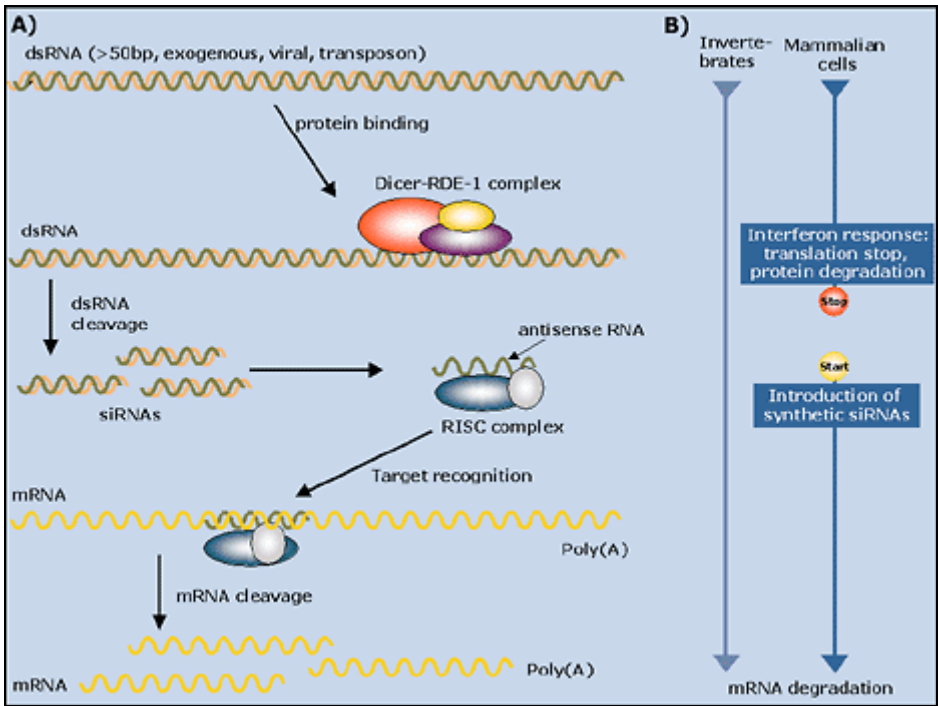 A)
dsRNA (>50bp, exogenous, viral, transposon)
protein binding
Dicer-RDE-1 complex
dsRNA
dsRNA
cleavage
antisense RNA
siRNAs
RISC complex
Target recognition
mRNA
Poly(A)
mRNA cleavage
Poly(A)
mRNA
B)
Inverte-
brates
Mammalian
cells
Interferon response:
translation stop,
protein degradation
Stop
Start
Introduction of
synthetic siRNAs
mRNA degradation